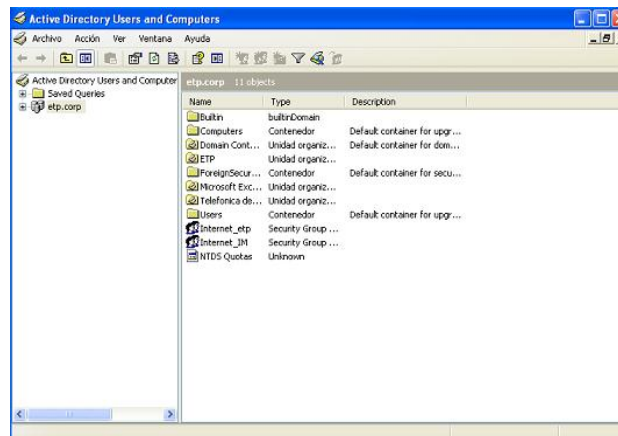 Active Directory Users and Computers
Archivo Acción Ver Ventana Ayuda
Active Directory Users and Computer
Saved Queries
etp.corp
etp.corp 11 objects
Name Type Description
Builtin builtinDomain
Computers Contenedor Default container for upgr...
Domain Cont... Unidad organiz... Default container for dom...
ETP Unidad organiz...
ForeignSecur... Contenedor Default container for secu...
Microsoft Exc... Unidad organiz...
Telefonica de... Unidad organiz...
Users Contenedor Default container for upgr...
Internet_etp Security Group ...
Internet_IM Security Group ...
NTDS Quotas Unknown